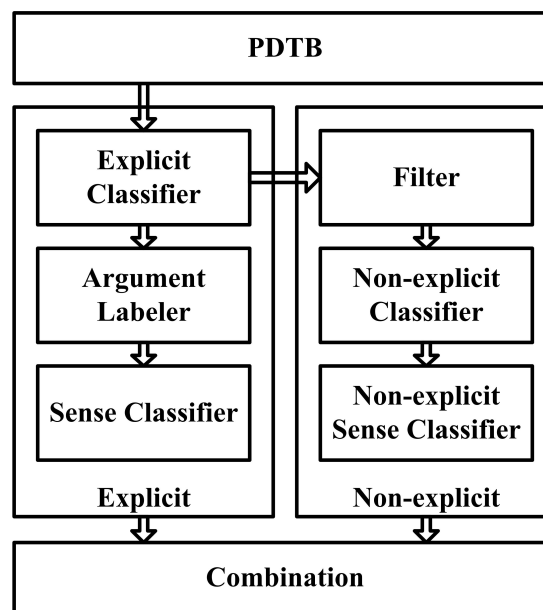 PDTB
Explicit
Classifier
Argument
Labeler
Sense Classifier
Explicit
Filter
Non-explicit
Classifier
Non-explicit
Sense Classifier
Non-explicit
Combination